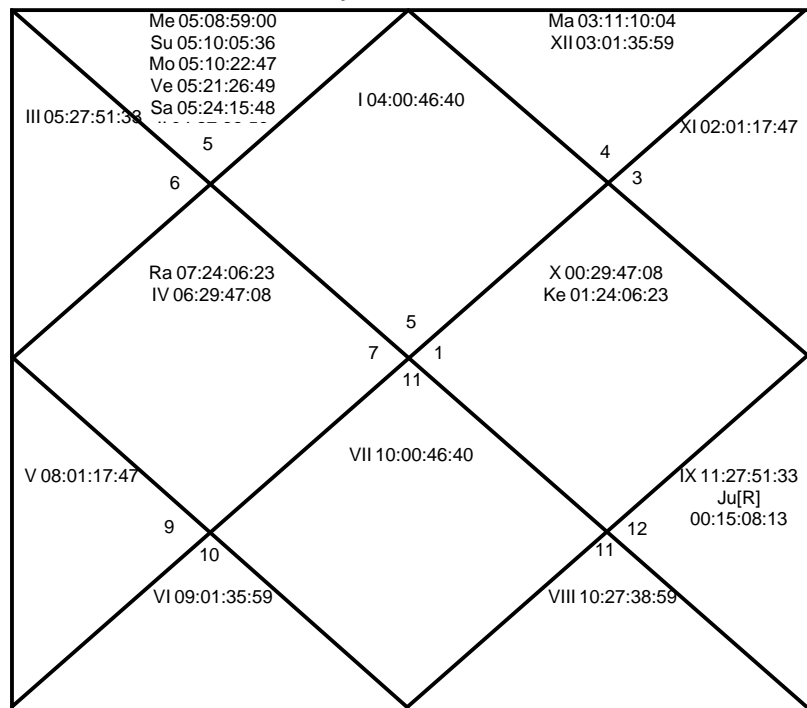 Me 05:08:59:00
Su 05:10:05:36
Mo 05:10:22:47
Ve 05:21:26:49
Sa 05:24:15:48
Ma 03:11:10:04
XII 03:01:35:59
I 04:00:46:40
III 05:27:51:33
XI 02:01:17:47
5
4
6
3
Ra 07:24:06:23
IV 06:29:47:08
X 00:29:47:08
Ke 01:24:06:23
5
7
1
11
VII 10:00:46:40
V 08:01:17:47
IX 11:27:51:33
Ju[R]
00:15:08:13
9
12
10
11
VI 09:01:35:59
VIII 10:27:38:59